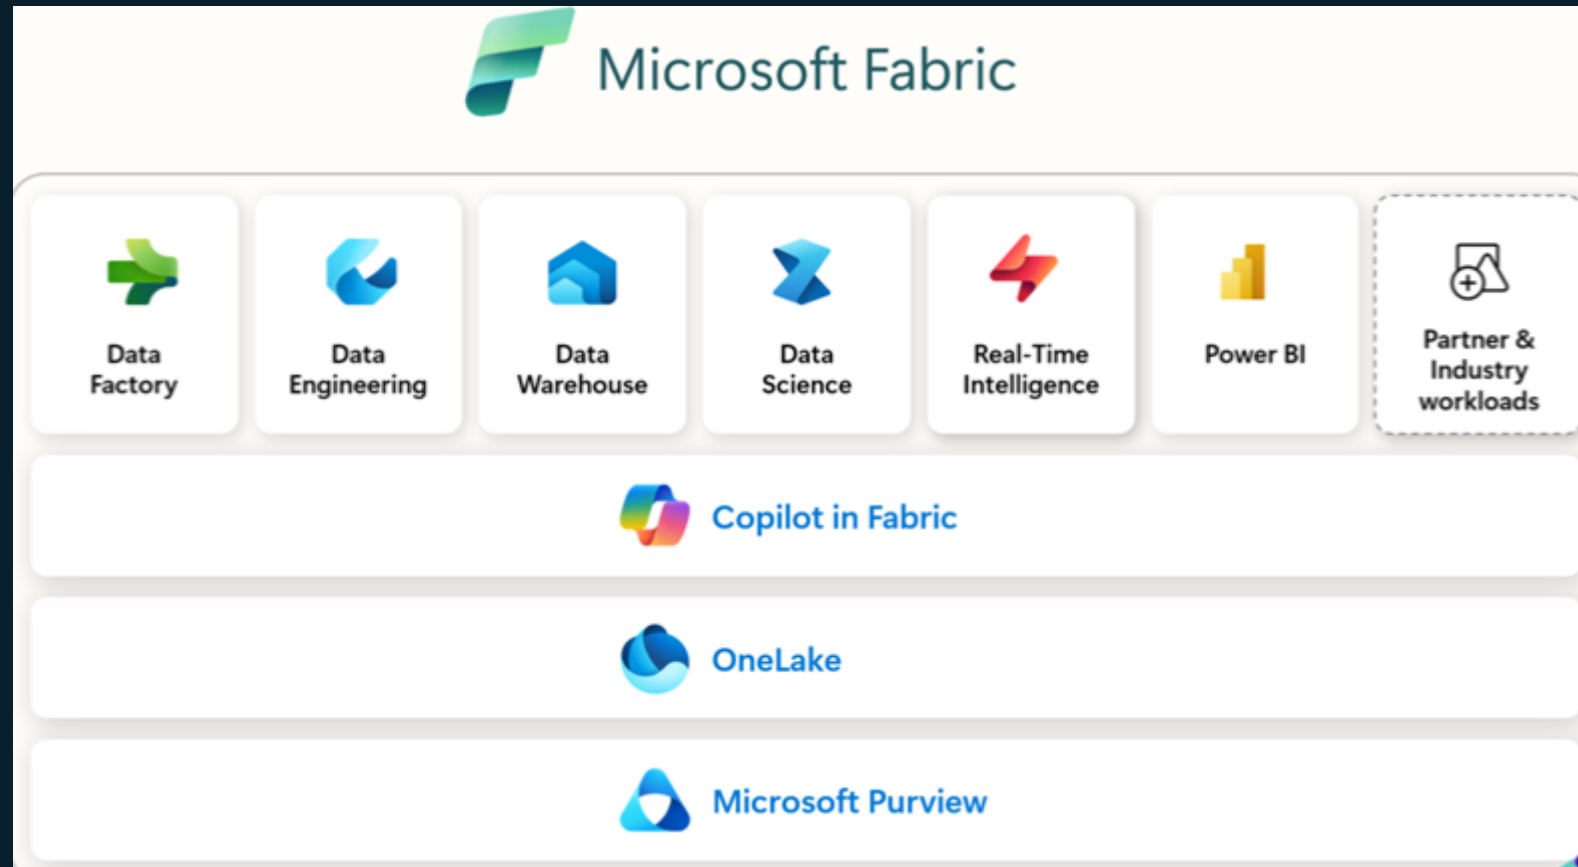 Microsoft Fabric
Data
Factory
Data
Engineering
Data
Warehouse
Data
Science
Real-Time
Intelligence
Power BI
Partner &
Industry
workloads
Copilot in Fabric
OneLake
Microsoft Purview